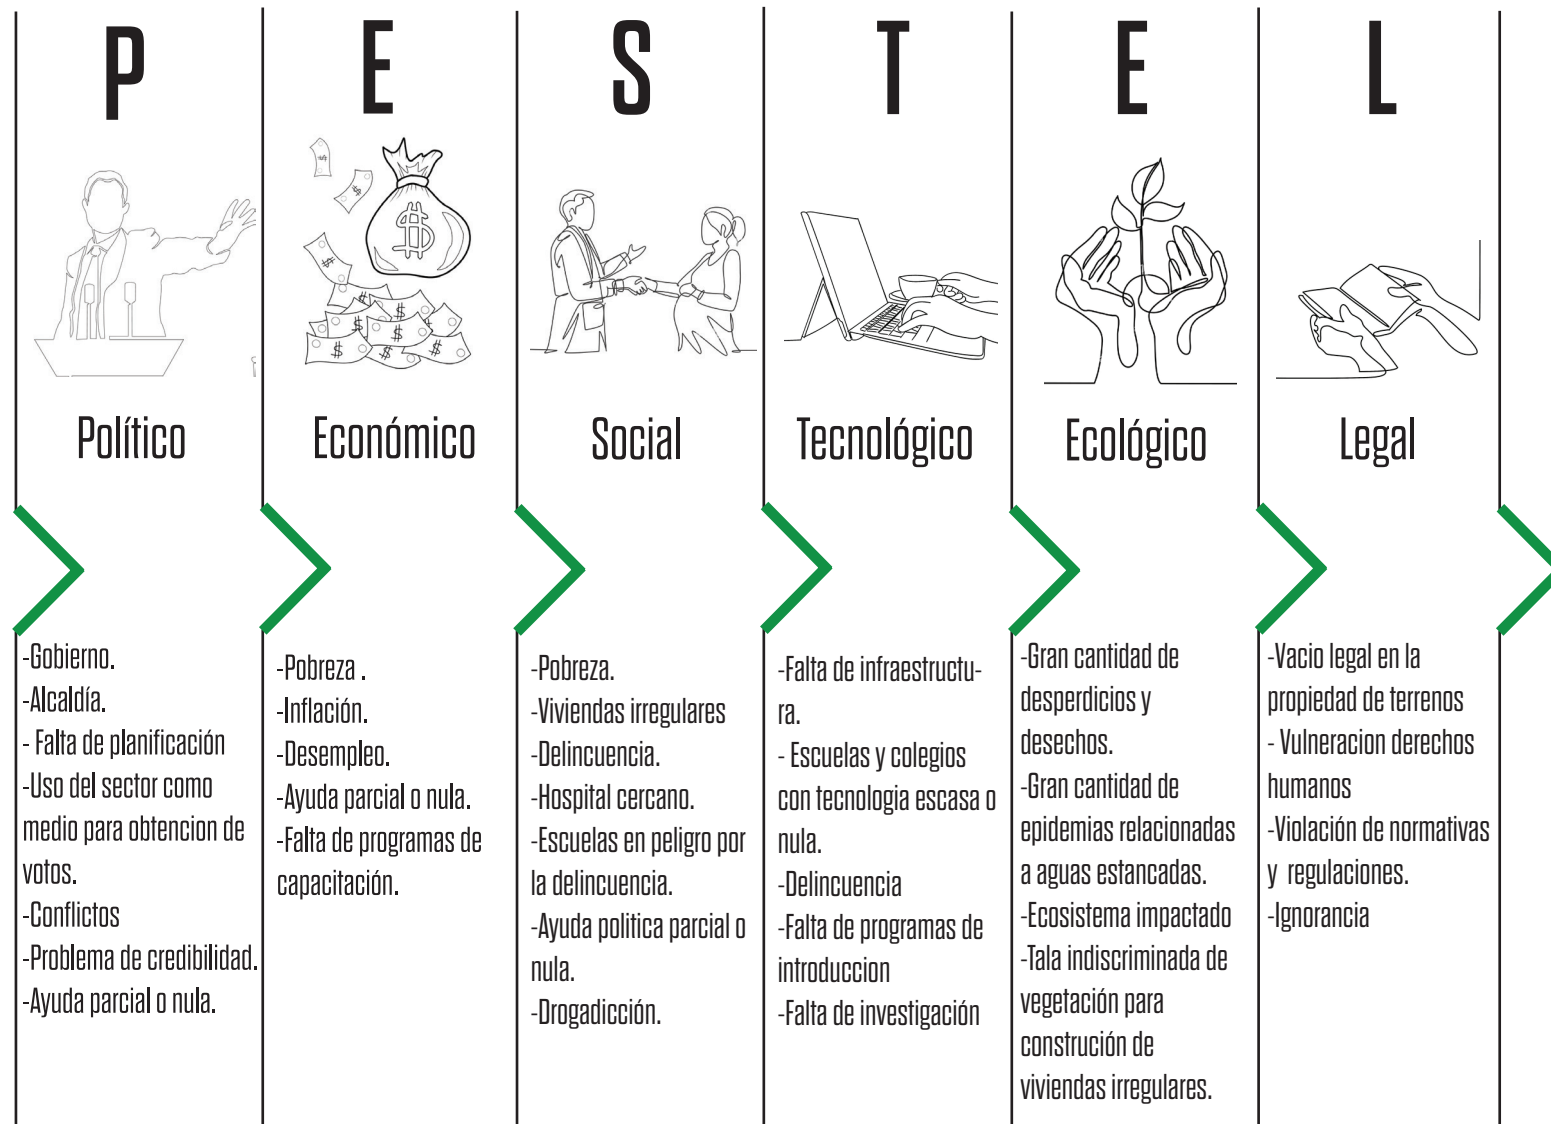 P
Político
-Gobierno.
-Alcaldía.
- Falta de planificación
-Uso del sector como
medio para obtencion de
votos.
-Conflictos
-Problema de credibilidad.
-Ayuda parcial o nula.
E
Económico
-Pobreza .
-Inflación.
-Desempleo.
-Ayuda parcial o nula.
-Falta de programas de
capacitación.
S
Social
-Pobreza.
-Viviendas irregulares
-Delincuencia.
-Hospital cercano.
-Escuelas en peligro por
la delincuencia.
-Ayuda politica parcial o
nula.
-Drogadicción.
T
Tecnológico
-Falta de infraestructu-
ra.
- Escuelas y colegios
con tecnologia escasa o
nula.
-Delincuencia
-Falta de programas de
introduccion
-Falta de investigación
E
Ecológico
-Gran cantidad de
desperdicios y
desechos.
-Gran cantidad de
epidemias relacionadas
a aguas estancadas.
-Ecosistema impactado
-Tala indiscriminada de
vegetación para
construción de
viviendas irregulares.
L
Legal
-Vacio legal en la
propiedad de terrenos
- Vulneracion derechos
humanos
-Violación de normativas
y regulaciones.
-Ignorancia